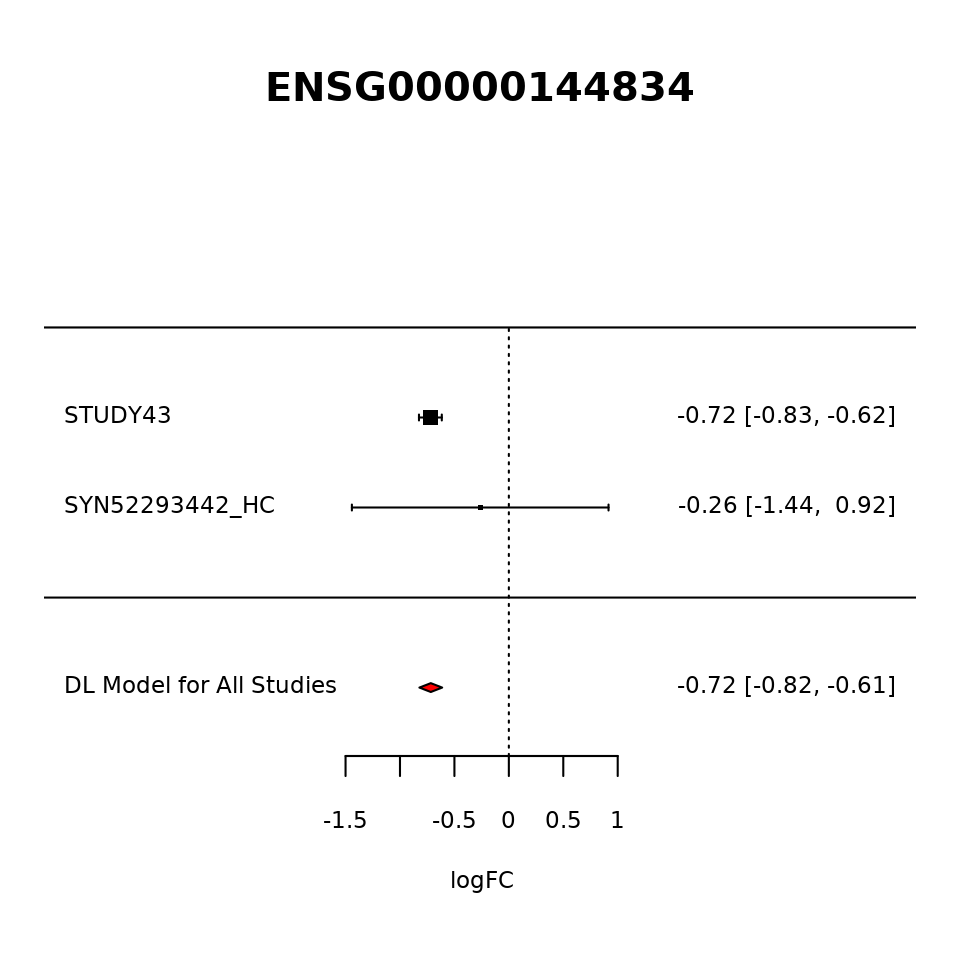 ENSG00000144834
STUDY43 -0.72 [-0.83, -0.62]
SYN52293442_HC -0.26 [-1.44,  0.92]
DL Model for All Studies -0.72 [-0.82, -0.61]
-1.5 -0.5 0 0.5 1
logFC